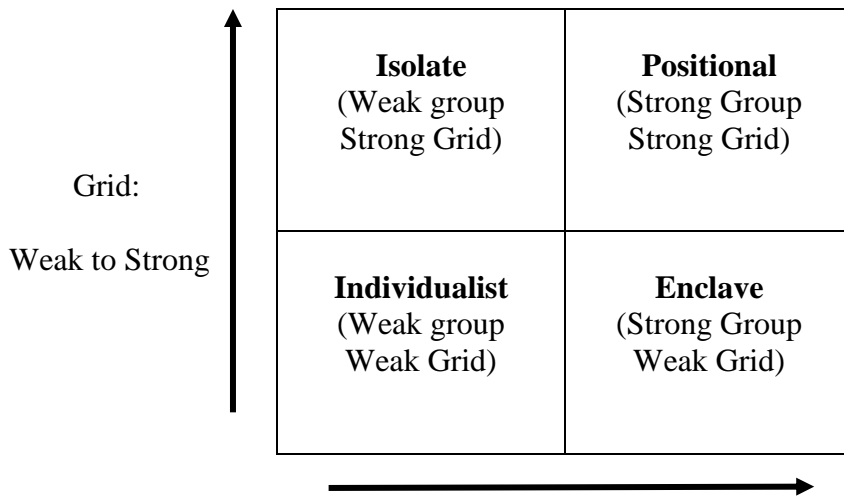 Isolate
(Weak group
Strong Grid)
Positional
(Strong Group
Strong Grid)
Grid:
Weak to Strong
Individualist
(Weak group
Weak Grid)
Enclave
(Strong Group
Weak Grid)